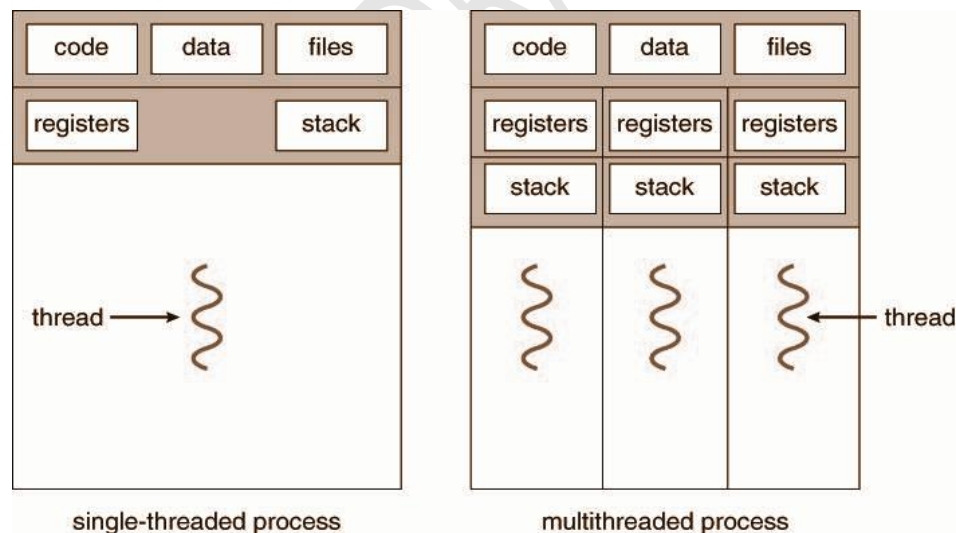 code data files
registers stack
thread
single-threaded process
code data files
registers registers registers
stack stack stack
thread
multithreaded process